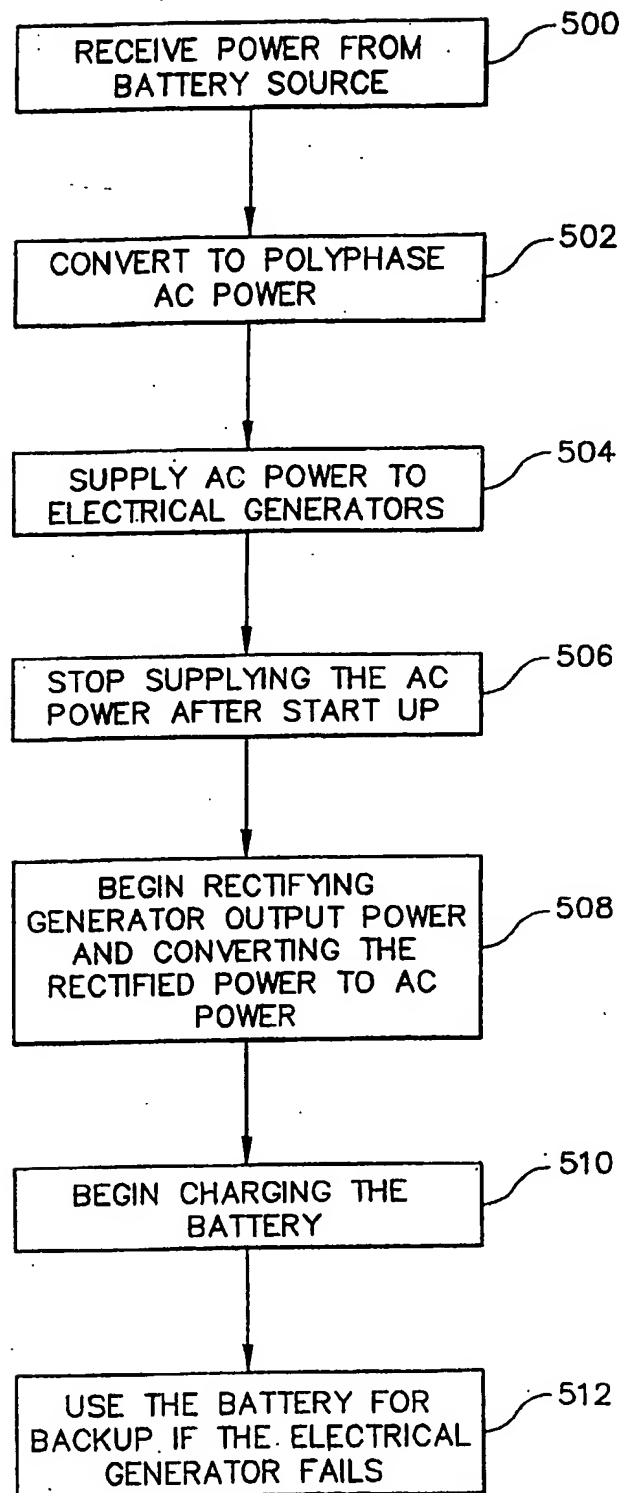 RECEIVE POWER FROM
BATTERY SOURCE
500
CONVERT TO POLYPHASE
AC POWER
502
SUPPLY AC POWER TO
ELECTRICAL GENERATORS
504
STOP SUPPLYING THE AC
POWER AFTER START UP
506
BEGIN RECTIFYING
GENERATOR OUTPUT POWER
AND CONVERTING THE
RECTIFIED POWER TO AC
POWER
508
BEGIN CHARGING THE
BATTERY
510
USE THE BATTERY FOR
BACKUP IF THE ELECTRICAL
GENERATOR FAILS
512